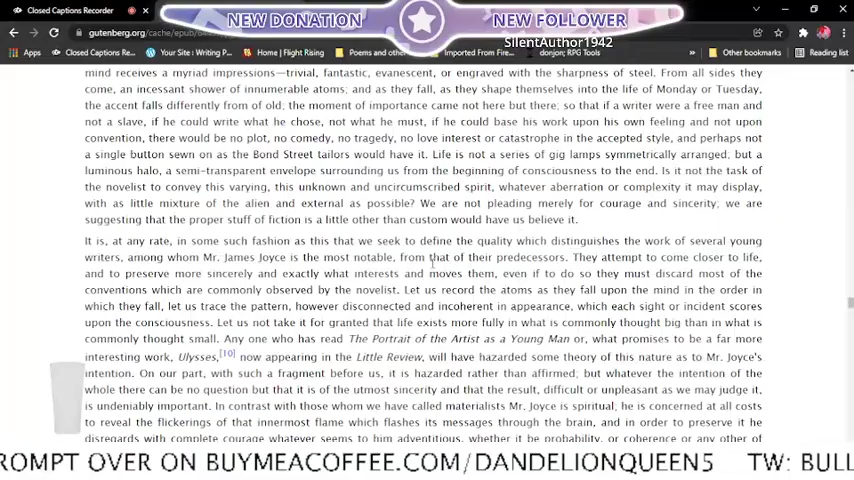 Closed Captions Recorder
NEW DONATION
NEW FOLLOWER
SilentAuthor1942
gutenberg.org/cache/epub/64
Apps
Closed Captions Rec...
Your Site : Writing P...
Home | Flight Rising
Poems and other...
Imported From Fire...
donjon; RPG Tools
Other bookmarks
Reading list
mind receives a myriad impressions—trivial, fantastic, evanescent, or engraved with the sharpness of steel. From all sides they
come, an incessant shower of innumerable atoms; and as they fall, as they shape themselves into the life of Monday or Tuesday,
the accent falls differently from of old; the moment of importance came not here but there; so that if a writer were a free man and
not a slave, if he could write what he chose, not what he must, if he could base his work upon his own feeling and not upon
convention, there would be no plot, no comedy, no tragedy, no love interest or catastrophe in the accepted style, and perhaps not
a single button sewn on as the Bond Street tailors would have it. Life is not a series of gig lamps symmetrically arranged; but a
luminous halo, a semi-transparent envelope surrounding us from the beginning of consciousness to the end. Is it not the task of
the novelist to convey this varying, this unknown and uncircumscribed spirit, whatever aberration or complexity it may display,
with as little mixture of the alien and external as possible? We are not pleading merely for courage and sincerity; we are
suggesting that the proper stuff of fiction is a little other than custom would have us believe it.
It is, at any rate, in some such fashion as this that we seek to define the quality which distinguishes the work of several young
writers, among whom Mr. James Joyce is the most notable, from that of their predecessors. They attempt to come closer to life,
and to preserve more sincerely and exactly what interests and moves them, even if to do so they must discard most of the
conventions which are commonly observed by the novelist. Let us record the atoms as they fall upon the mind in the order in
which they fall, let us trace the pattern, however disconnected and incoherent in appearance, which each sight or incident scores
upon the consciousness. Let us not take it for granted that life exists more fully in what is commonly thought big than in what is
commonly thought small. Any one who has read The Portrait of the Artist as a Young Man or, what promises to be a far more
interesting work, Ulysses,[10] now appearing in the Little Review, will have hazarded some theory of this nature as to Mr. Joyce's
intention. On our part, with such a fragment before us, it is hazarded rather than affirmed; but whatever the intention of the
whole there can be no question but that it is of the utmost sincerity and that the result, difficult or unpleasant as we may judge it,
is undeniably important. In contrast with those whom we have called materialists Mr. Joyce is spiritual; he is concerned at all costs
to reveal the flickerings of that innermost flame which flashes its messages through the brain, and in order to preserve it he
disregards with complete courage whatever seems to him adventitious, whether it be probability, or coherence or any other of
ROMPT OVER ON BUYMEACOFFEE.COM/DANDELIONQUEEN5 TW: BULL